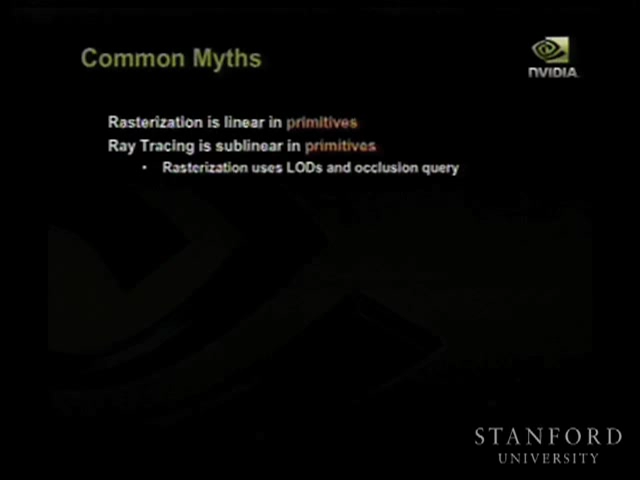 Common Myths
NVIDIA
Rasterization is linear in primitives
Ray Tracing is sublinear in primitives
• Rasterization uses LODs and occlusion query
STANFORD
UNIVERSITY